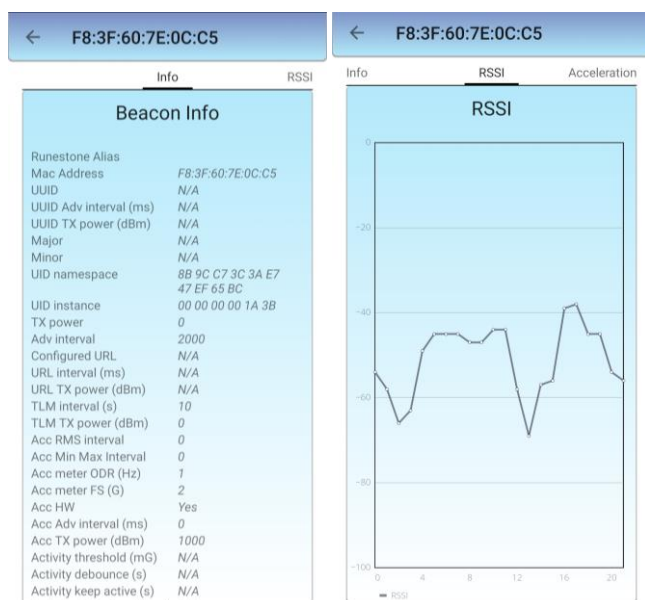 ← F8:3F:60:7E:0C:C5
Info RSSI
Beacon Info
Runestone Alias
Mac Address F8:3F:60:7E:0C:C5
UUID N/A
UUID Adv interval (ms) N/A
UUID TX power (dBm) N/A
Major N/A
Minor N/A
UID namespace 8B 9C C7 3C 3A E7
47 EF 65 BC
UID instance 00 00 00 00 1A 3B
TX power 0
Adv interval 2000
Configured URL N/A
URL interval (ms) N/A
URL TX power (dBm) N/A
TLM interval (s) 10
TLM TX power (dBm) 0
Acc RMS interval 0
Acc Min Max Interval 0
Acc meter ODR (Hz) 1
Acc meter FS (G) 2
Acc HW Yes
Acc Adv interval (ms) 0
Acc TX power (dBm) 1000
Activity threshold (mG) N/A
Activity debounce (s) N/A
Activity keep active (s) N/A
← F8:3F:60:7E:0C:C5
Info RSSI Acceleration
RSSI
0
-20
-40
-60
-80
-100
0 4 8 12 16 20
RSSI